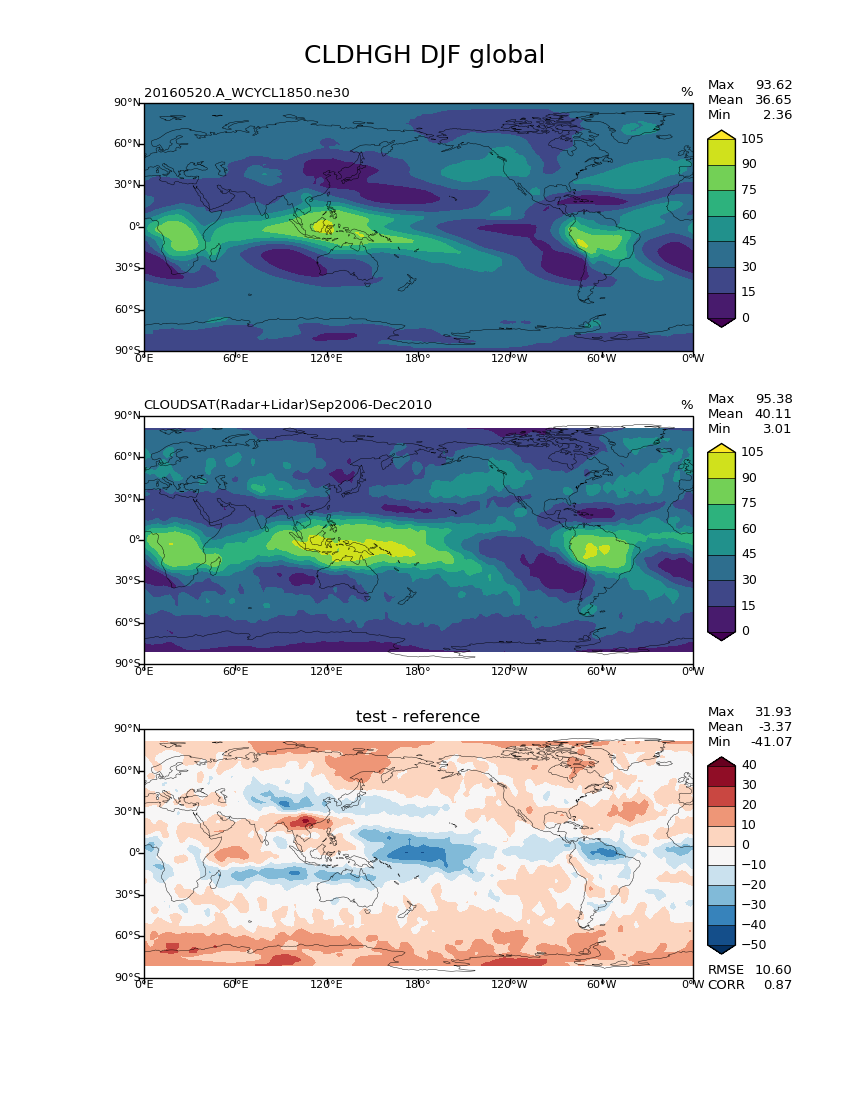 CLDHGH DJF global
20160520.A_WCYCL1850.ne30 %
Max 93.62
Mean 36.65
Min 2.36
90°N
60°N
30°N
0°
30°S
60°S
90°S
0°E 60°E 120°E 180° 120°W 60°W 0°W
105
90
75
60
45
30
15
0
CLOUDSAT(Radar+Lidar)Sep2006-Dec2010 %
Max 95.38
Mean 40.11
Min 3.01
90°N
60°N
30°N
0°
30°S
60°S
90°S
0°E 60°E 120°E 180° 120°W 60°W 0°W
105
90
75
60
45
30
15
0
test - reference
Max 31.93
Mean -3.37
Min -41.07
90°N
60°N
30°N
0°
30°S
60°S
90°S
0°E 60°E 120°E 180° 120°W 60°W 0°W
40
30
20
10
0
−10
−20
−30
−40
−50
RMSE 10.60
CORR 0.87